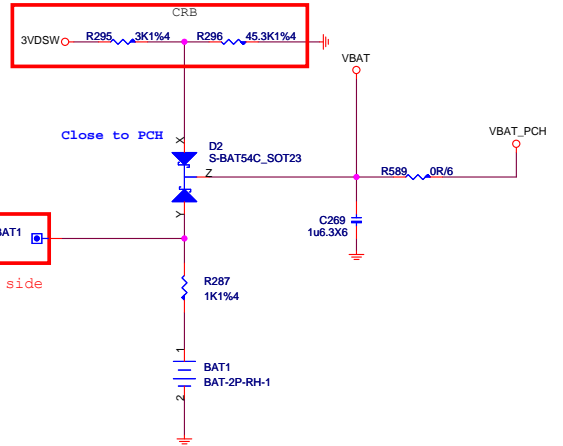 CRB
R295 3K1%4 R296 45.3K1%4
3VDSW
VBAT
VBAT_PCH
Close to PCH
X
D2
S-BAT54C_SOT23
Z
R589 0R/6
Y
C269
1u6.3X6
BAT1
side
R287
1K1%4
1
BAT1
BAT-2P-RH-1
2